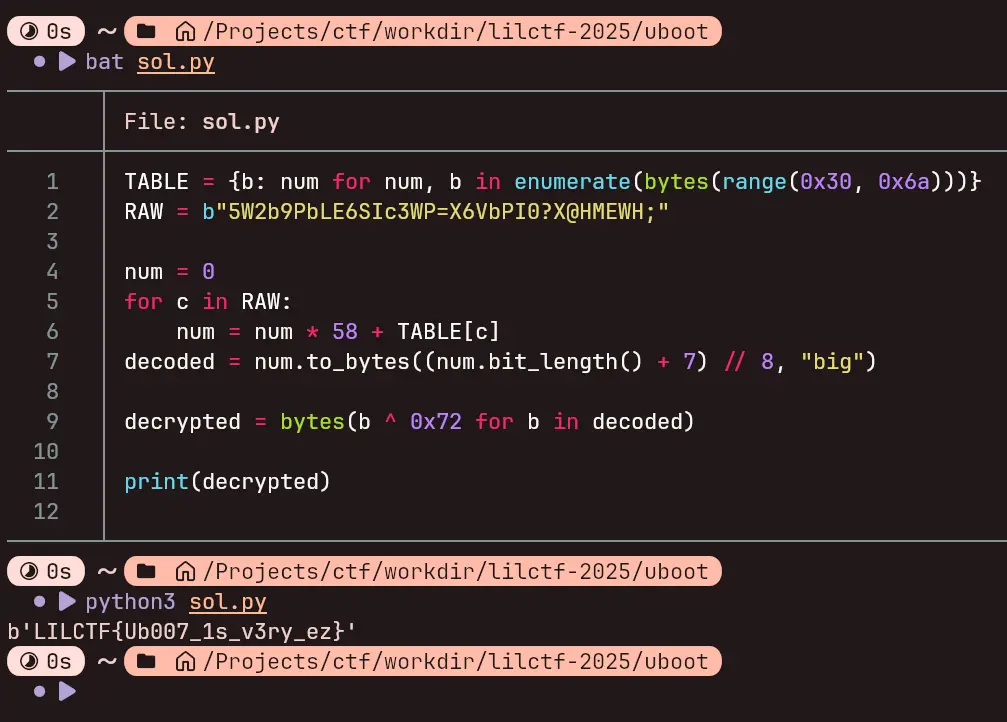 0s ~ /Projects/ctf/workdir/lilctf-2025/uboot
bat sol.py
File: sol.py
1 TABLE = {b: num for num, b in enumerate(bytes(range(0x30, 0x6a)))}
2 RAW = b"5W2b9PbLE6SIc3WP=X6VbPI0?X@HMEWH;"
3
4 num = 0
5 for c in RAW:
6     num = num * 58 + TABLE[c]
7 decoded = num.to_bytes((num.bit_length() + 7) // 8, "big")
8
9 decrypted = bytes(b ^ 0x72 for b in decoded)
10
11 print(decrypted)
12
0s ~ /Projects/ctf/workdir/lilctf-2025/uboot
python3 sol.py
b'LILCTF{Ub007_1s_v3ry_ez}'
0s ~ /Projects/ctf/workdir/lilctf-2025/uboot